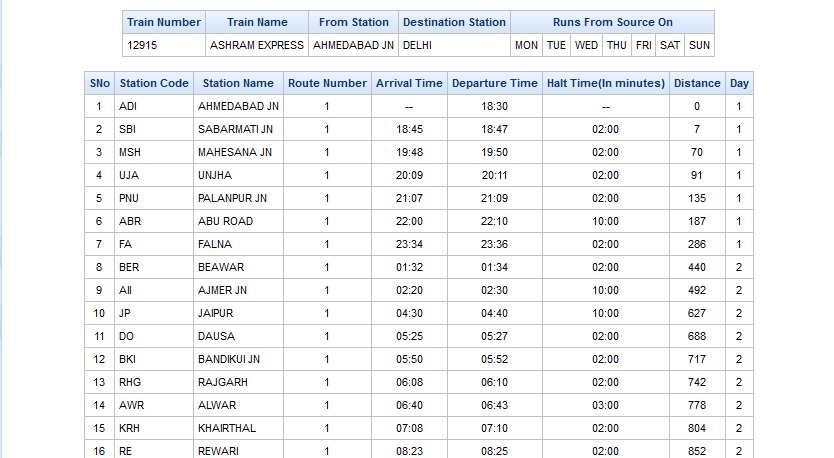 Train Number Train Name From Station Destination Station Runs From Source On
12915 ASHRAM EXPRESS AHMEDABAD JN DELHI MON TUE WED THU FRI SAT SUN
SNo Station Code Station Name Route Number Arrival Time Departure Time Halt Time(In minutes) Distance Day
1 ADI AHMEDABAD JN 1 -- 18:30 -- 0 1
2 SBI SABARMATI JN 1 18:45 18:47 02:00 7 1
3 MSH MAHESANA JN 1 19:48 19:50 02:00 70 1
4 UJA UNJHA 1 20:09 20:11 02:00 91 1
5 PNU PALANPUR JN 1 21:07 21:09 02:00 135 1
6 ABR ABU ROAD 1 22:00 22:10 10:00 187 1
7 FA FALNA 1 23:34 23:36 02:00 286 1
8 BER BEAWAR 1 01:32 01:34 02:00 440 2
9 AII AJMER JN 1 02:20 02:30 10:00 492 2
10 JP JAIPUR 1 04:30 04:40 10:00 627 2
11 DO DAUSA 1 05:25 05:27 02:00 688 2
12 BKI BANDIKUI JN 1 05:50 05:52 02:00 717 2
13 RHG RAJGARH 1 06:08 06:10 02:00 742 2
14 AWR ALWAR 1 06:40 06:43 03:00 778 2
15 KRH KHAIRTHAL 1 07:08 07:10 02:00 804 2
16 RE REWARI 1 08:23 08:25 02:00 852 2